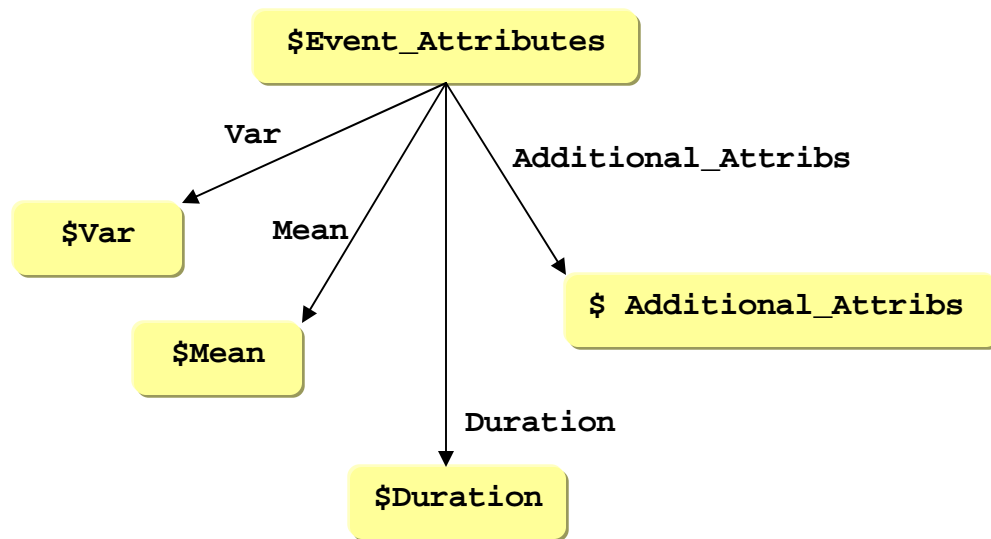 $Event_Attributes
Var
Additional_Attribs
$Var
Mean
$ Additional_Attribs
$Mean
Duration
$Duration